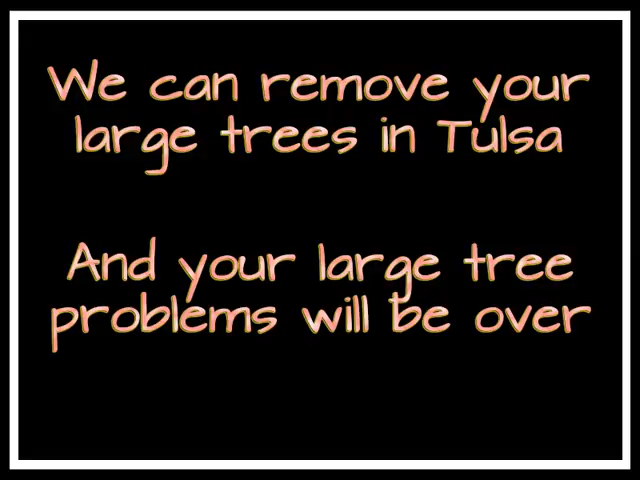 We can remove your
large trees in Tulsa
And your large tree
problems will be over